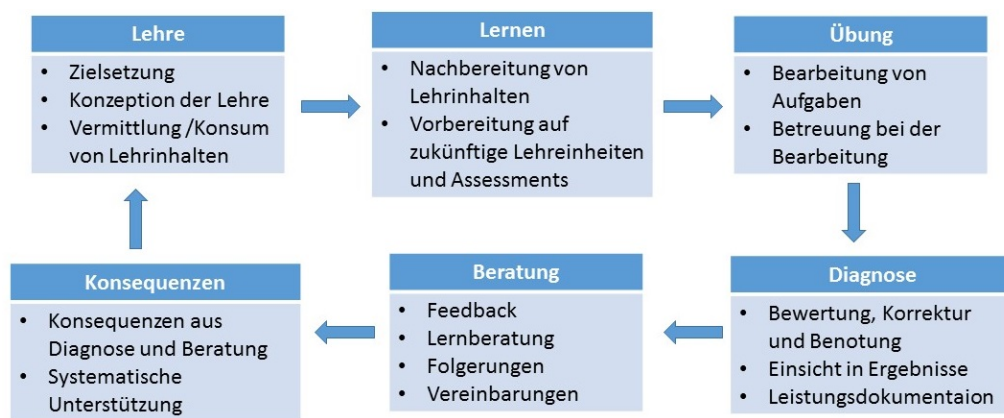 Lehre
• Zielsetzung
• Konzeption der Lehre
• Vermittlung /Konsum
von Lehrinhalten
Lernen
• Nachbereitung von
Lehrinhalten
• Vorbereitung auf
zukünftige Lehreinheiten
und Assessments
Übung
• Bearbeitung von
Aufgaben
• Betreuung bei der
Bearbeitung
Diagnose
• Bewertung, Korrektur
und Benotung
• Einsicht in Ergebnisse
• Leistungsdokumentaion
Beratung
• Feedback
• Lernberatung
• Folgerungen
• Vereinbarungen
Konsequenzen
• Konsequenzen aus
Diagnose und Beratung
• Systematische
Unterstützung